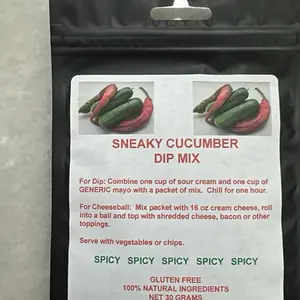 SNEAKY CUCUMBER
DIP MIX
For Dip: Combine one cup of sour cream and one cup of
GENERIC mayo with a packet of mix. Chill for one hour.
For Cheeseball: Mix packet with 16 oz cream cheese, roll
into a ball and top with shredded cheese, bacon or other
toppings.
Serve with vegetables or chips.
SPICY SPICY SPICY SPICY SPICY
GLUTEN FREE
100% NATURAL INGREDIENTS
NET 30 GRAMS